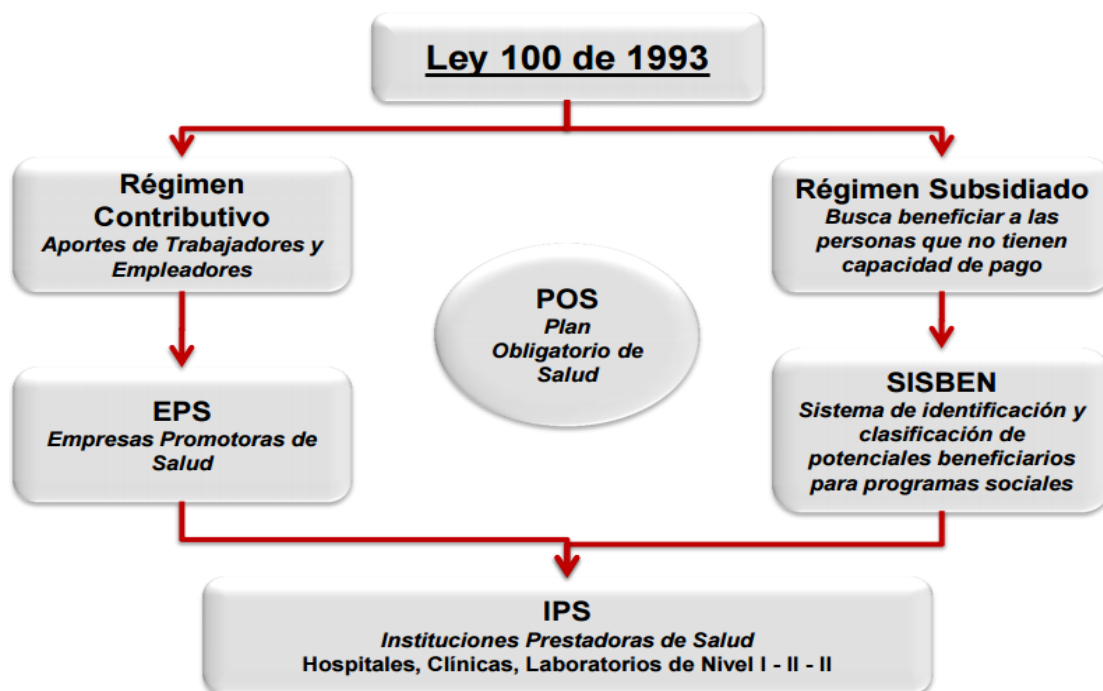 Ley 100 de 1993
Régimen
Contributivo
Aportes de Trabajadores y
Empleadores
Régimen Subsidiado
Busca beneficiar a las
personas que no tienen
capacidad de pago
POS
Plan
Obligatorio de
Salud
EPS
Empresas Promotoras de
Salud
SISBEN
Sistema de identificación y
clasificación de
potenciales beneficiarios
para programas sociales
IPS
Instituciones Prestadoras de Salud
Hospitales, Clínicas, Laboratorios de Nivel I - II - II